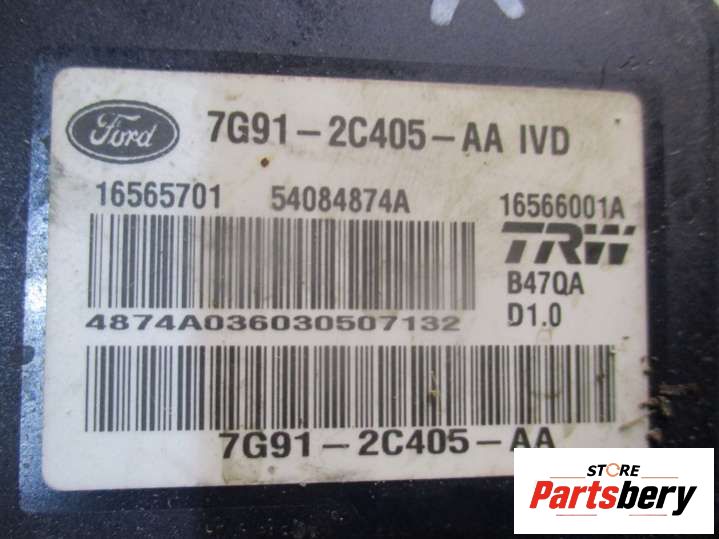 Ford 7G91-2C405-AA IVD
16565701 54084874A 16566001A
TRW
B47QA
4874A036030507132 D1.0
7G91-2C405-AA
STORE
Partsbery